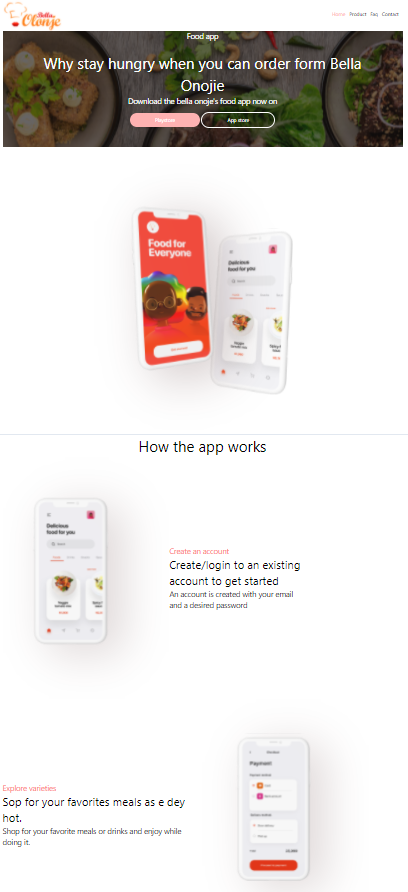 Bella
Olonje
Home Product Faq Contact
Food app
Why stay hungry when you can order form Bella
Onojie
Download the bella onoje's food app now on
Playstore App store
Food for
Everyone
Delicious
food for you
Search
How the app works
Delicious
food for you
Search
Create an account
Create/login to an existing
account to get started
An account is created with your email
and a desired password
Payment
Explore varieties
Sop for your favorites meals as e dey
hot.
Shop for your favorite meals or drinks and enjoy while
doing it.